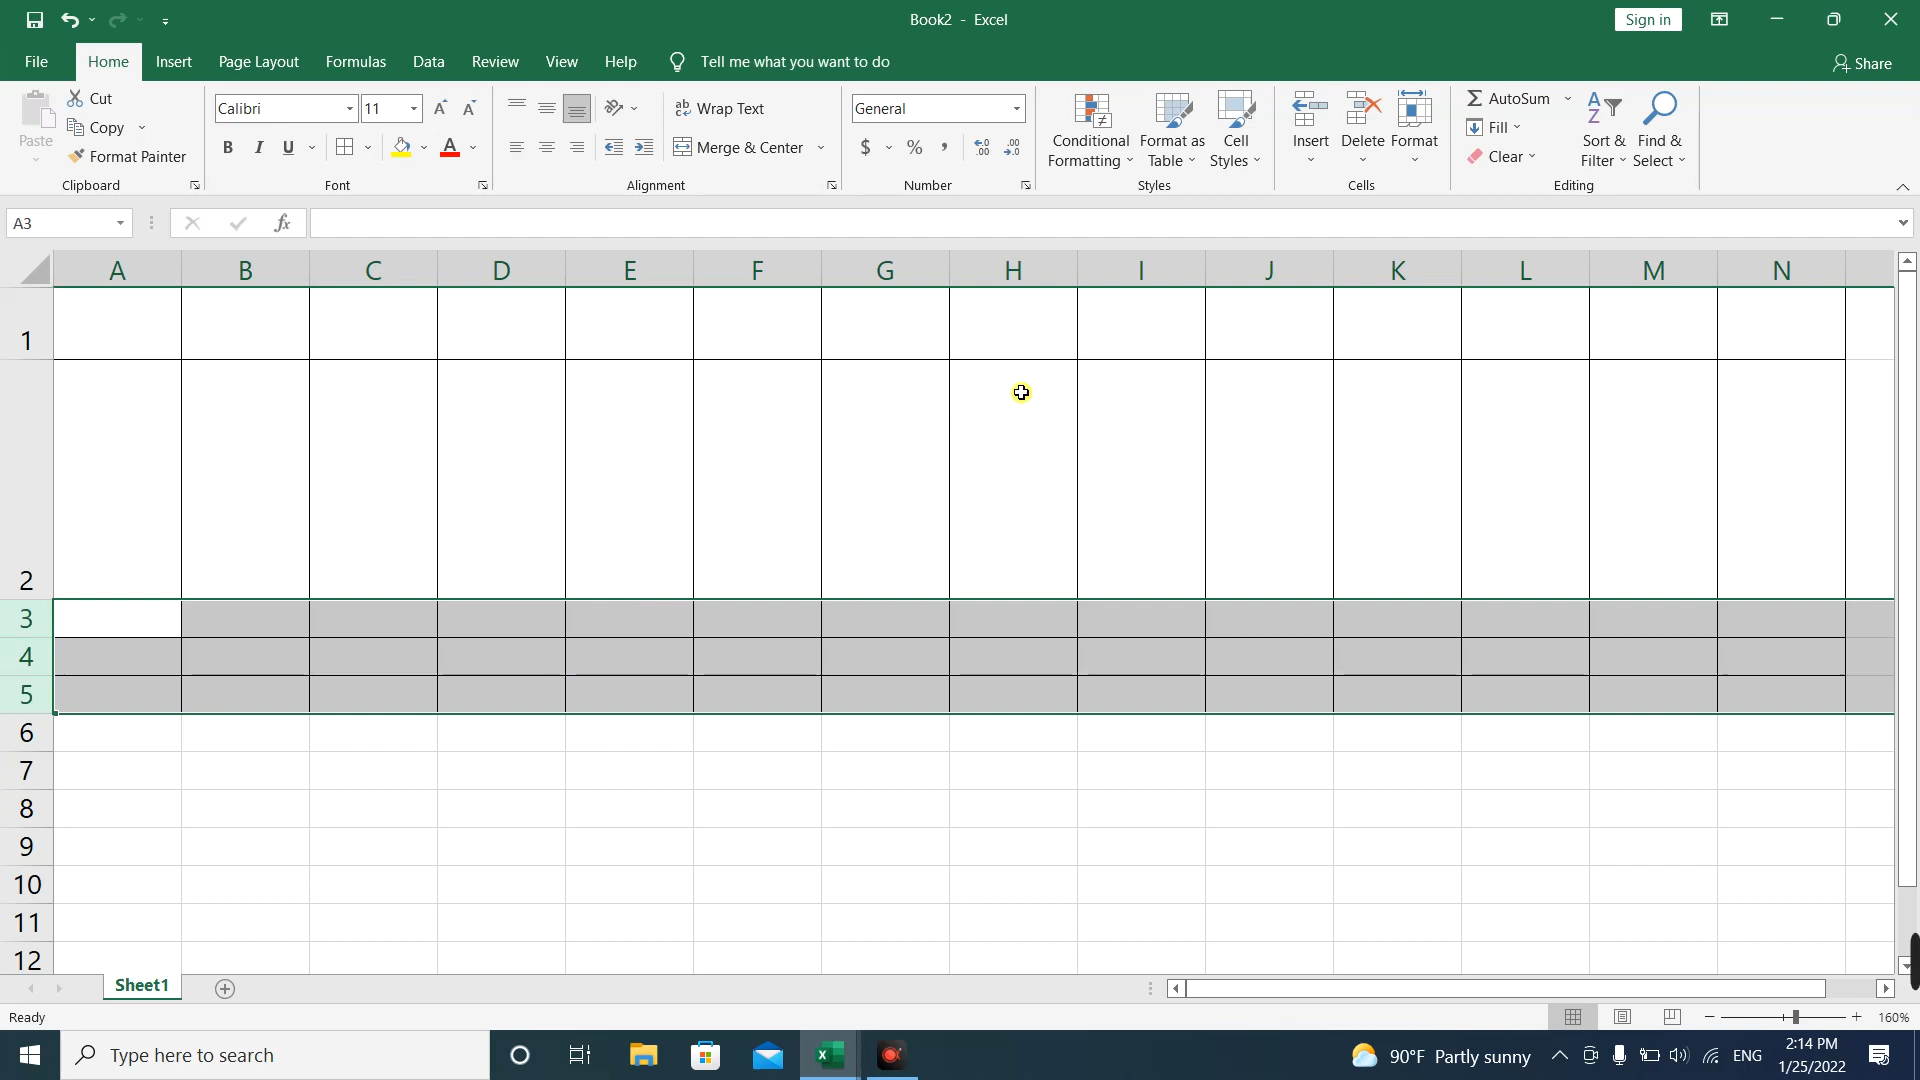 Book2 - Excel
Sign in
File
Home
Insert
Page Layout
Formulas
Data
Review
View
Help
Tell me what you want to do
Share
Paste
Cut
Copy
Format Painter
Clipboard
Calibri
11
B I U
A
Font
ab Wrap Text
Merge & Center
Alignment
General
$ % ,
Number
Conditional Formatting
Format as Table
Cell Styles
Styles
Insert
Delete
Format
Cells
AutoSum
Fill
Clear
Sort & Filter
Find & Select
Editing
A3
fx
A B C D E F G H I J K L M N
1
2
3
4
5
6
7
8
9
10
11
12
Sheet1
Ready
160%
Type here to search
90°F Partly sunny
ENG
2:14 PM
1/25/2022